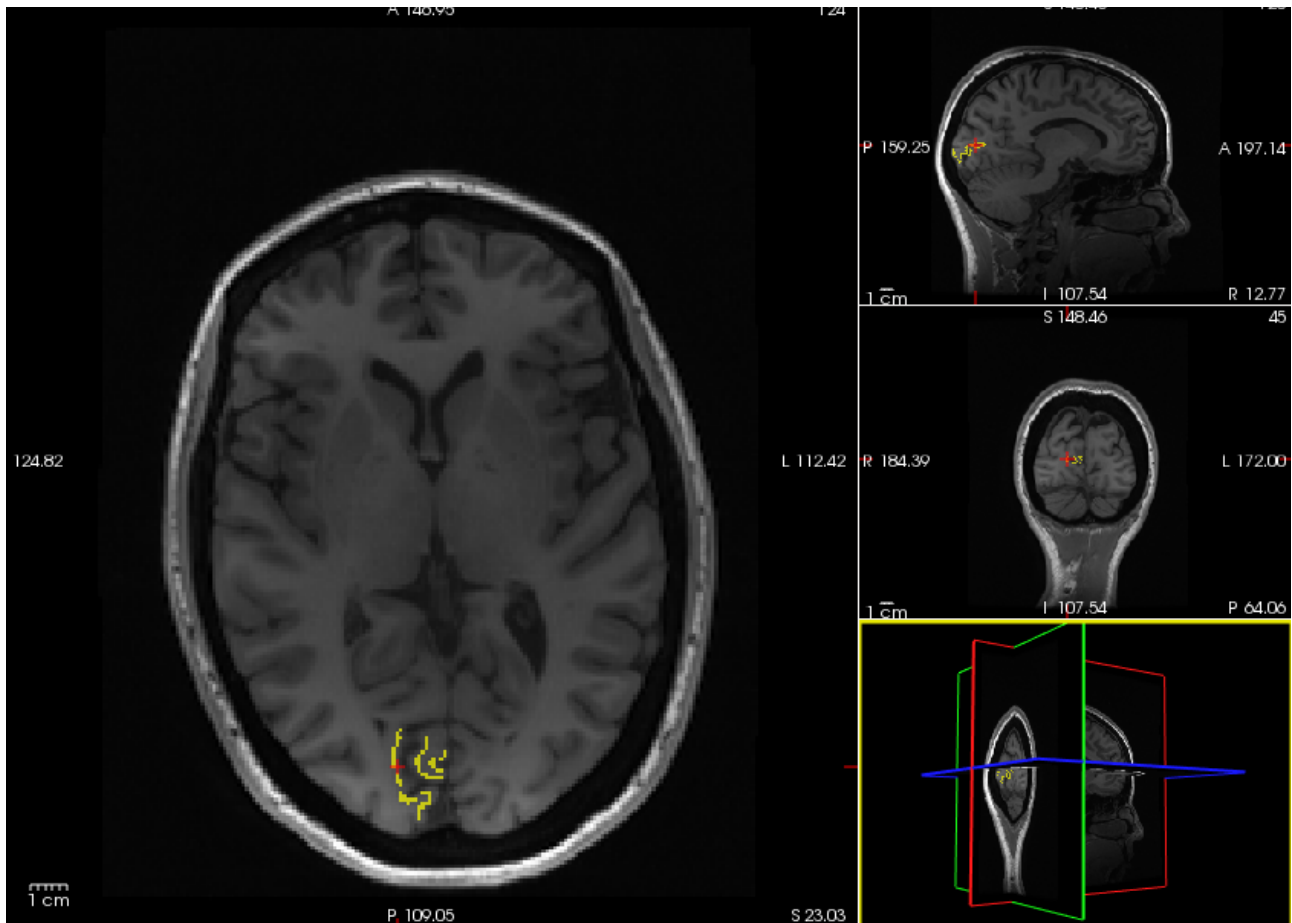 A 146.95
124
124.82
L 112.42
1 cm
P 109.05
S 23.03
P 159.25
A 197.14
1 cm
I 107.54
R 12.77
S 148.46
45
R 184.39
L 172.00
1 cm
I 107.54
P 64.06